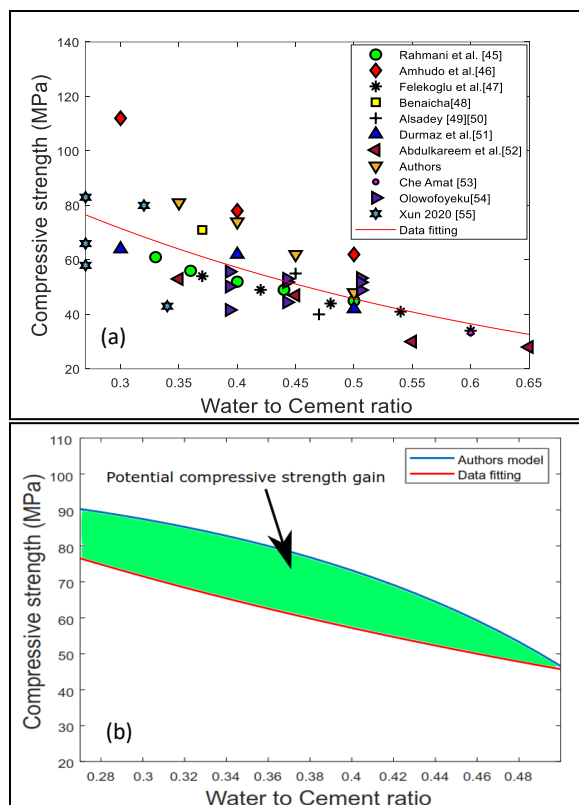 140
120
100
80
60
40
20
Compressive strength (MPa)
Rahmani et al. [45]
Amhudo et al.[46]
Felekoglu et al.[47]
Benaicha[48]
Alsadey [49][50]
Durmaz et al.[51]
Abdulkareem et al.[52]
Authors
Che Amat [53]
Olowofoyeku[54]
Xun 2020 [55]
Data fitting
(a)
0.3 0.35 0.4 0.45 0.5 0.55 0.6 0.65
Water to Cement ratio
110
100
90
80
70
60
50
40
30
20
Compressive strength (MPa)
Authors model
Data fitting
Potential compressive strength gain
(b)
0.28 0.3 0.32 0.34 0.36 0.38 0.4 0.42 0.44 0.46 0.48
Water to Cement ratio